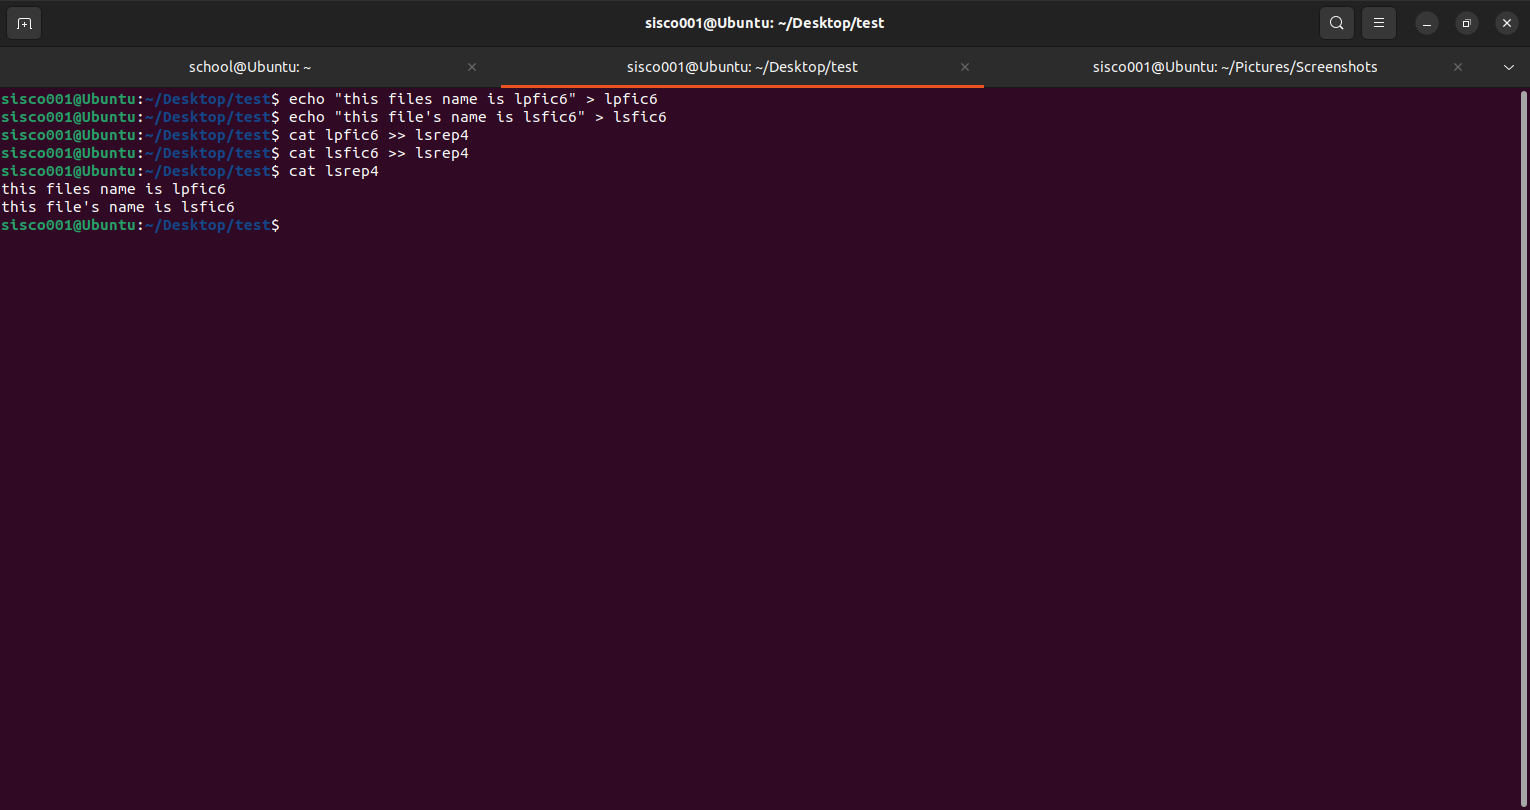 sisco001@Ubuntu: ~/Desktop/test
school@Ubuntu: ~
sisco001@Ubuntu: ~/Desktop/test
sisco001@Ubuntu: ~/Pictures/Screenshots
sisco001@Ubuntu:~/Desktop/test$ echo "this files name is lpfic6" > lpfic6
sisco001@Ubuntu:~/Desktop/test$ echo "this file's name is lsfic6" > lsfic6
sisco001@Ubuntu:~/Desktop/test$ cat lpfic6 >> lsrep4
sisco001@Ubuntu:~/Desktop/test$ cat lsfic6 >> lsrep4
sisco001@Ubuntu:~/Desktop/test$ cat lsrep4
this files name is lpfic6
this file's name is lsfic6
sisco001@Ubuntu:~/Desktop/test$